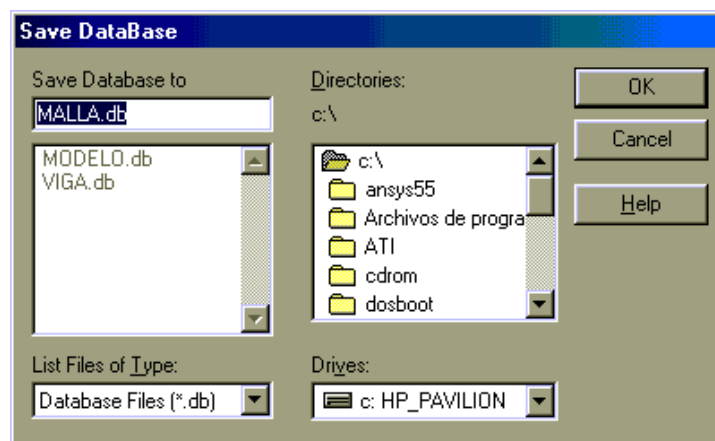 Save DataBase
Save Database to
MALLA.db
MODELO.db
VIGA.db
List Files of Type:
Database Files (*.db)
Directories:
c:\
c:\
ansys55
Archivos de progra
ATI
cdrom
dosboot
Drives:
c: HP_PAVILION
OK
Cancel
Help